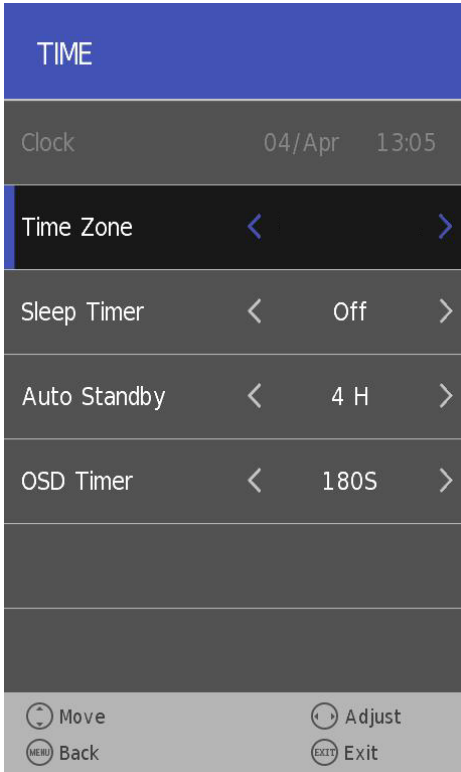 TIME
Clock 04/Apr 13:05
Time Zone
Sleep Timer Off
Auto Standby 4 H
OSD Timer 180S
Move Adjust
MENU Back EXIT Exit